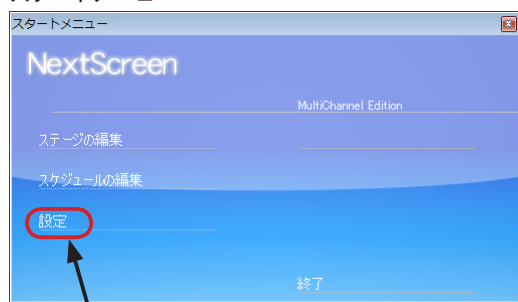 スタートメニュー
NextScreen
MultiChannel Edition
ステージの編集
スケジュールの編集
設定
終了